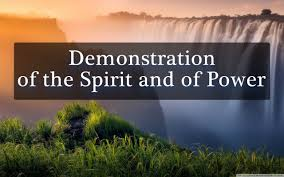 Demonstration
of the Spirit and of Power